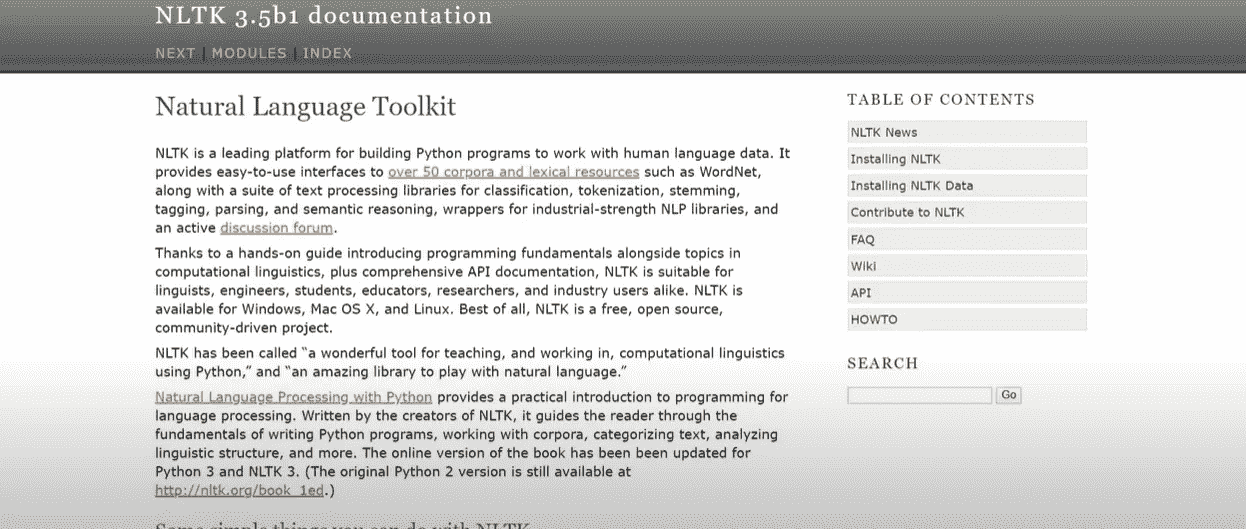 NLTK 3.5b1 documentation
NEXT | MODULES | INDEX
Natural Language Toolkit
NLTK is a leading platform for building Python programs to work with human language data. It
provides easy-to-use interfaces to over 50 corpora and lexical resources such as WordNet,
along with a suite of text processing libraries for classification, tokenization, stemming,
tagging, parsing, and semantic reasoning, wrappers for industrial-strength NLP libraries, and
an active discussion forum.
Thanks to a hands-on guide introducing programming fundamentals alongside topics in
computational linguistics, plus comprehensive API documentation, NLTK is suitable for
linguists, engineers, students, educators, researchers, and industry users alike. NLTK is
available for Windows, Mac OS X, and Linux. Best of all, NLTK is a free, open source,
community-driven project.
NLTK has been called “a wonderful tool for teaching, and working in, computational linguistics
using Python,” and “an amazing library to play with natural language.”
Natural Language Processing with Python provides a practical introduction to programming for
language processing. Written by the creators of NLTK, it guides the reader through the
fundamentals of writing Python programs, working with corpora, categorizing text, analyzing
linguistic structure, and more. The online version of the book has been been updated for
Python 3 and NLTK 3. (The original Python 2 version is still available at
http://nltk.org/book_1ed.)
Some simple things you can do with NLTK
TABLE OF CONTENTS
NLTK News
Installing NLTK
Installing NLTK Data
Contribute to NLTK
FAQ
Wiki
API
HOWTO
SEARCH
Go